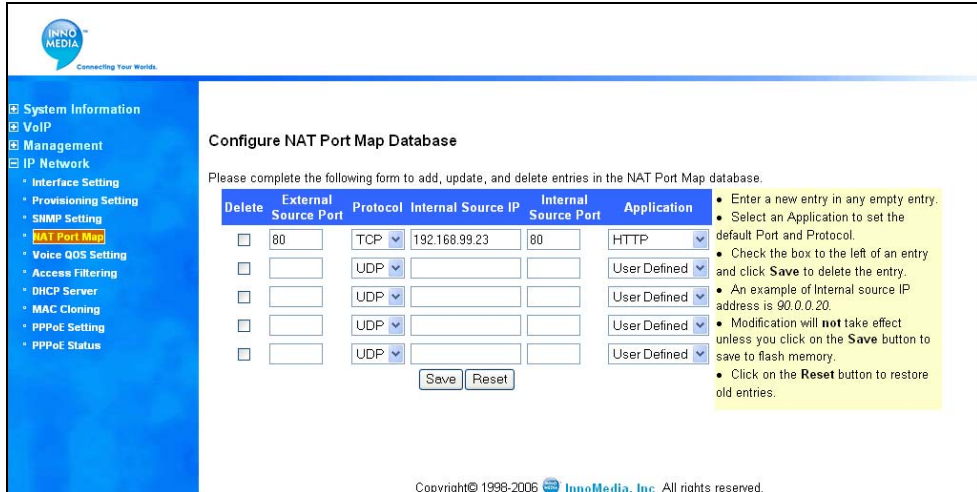 INNO
MEDIA™
Connecting Your Worlds.
System Information
VoIP
Management
IP Network
Interface Setting
Provisioning Setting
SNMP Setting
NAT Port Map
Voice QOS Setting
Access Filtering
DHCP Server
MAC Cloning
PPPoE Setting
PPPoE Status
Configure NAT Port Map Database
Please complete the following form to add, update, and delete entries in the NAT Port Map database.
Delete External Source Port Protocol Internal Source IP Internal Source Port Application
80 TCP 192.168.99.23 80 HTTP
UDP User Defined
UDP User Defined
UDP User Defined
UDP User Defined
Save Reset
• Enter a new entry in any empty entry.
• Select an Application to set the
default Port and Protocol.
• Check the box to the left of an entry
and click Save to delete the entry.
• An example of Internal source IP
address is 90.0.0.20.
• Modification will not take effect
unless you click on the Save button to
save to flash memory.
• Click on the Reset button to restore
old entries.
Copyright© 1998-2006 InnoMedia, Inc. All rights reserved.